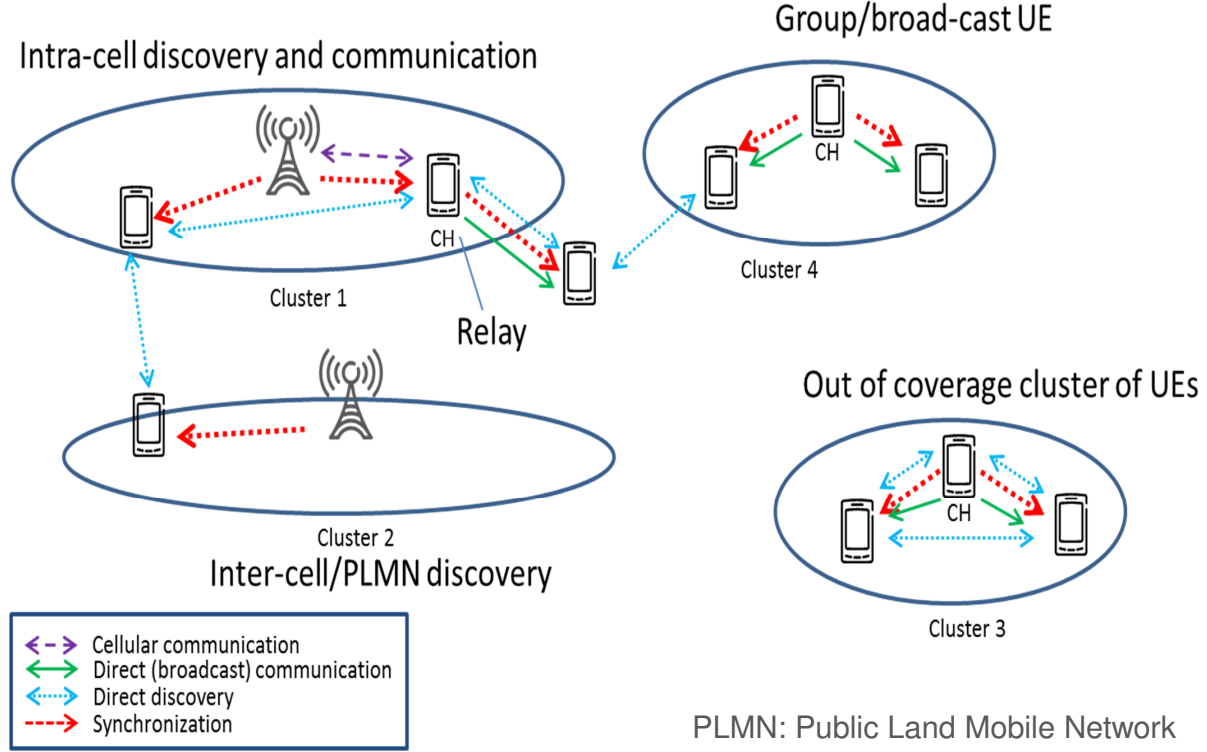 Group/broad-cast UE
Intra-cell discovery and communication
CH
CH
Cluster 1
Cluster 4
Relay
Out of coverage cluster of UEs
CH
Cluster 2
Inter-cell/PLMN discovery
Cluster 3
Cellular communication
Direct (broadcast) communication
Direct discovery
Synchronization
PLMN: Public Land Mobile Network